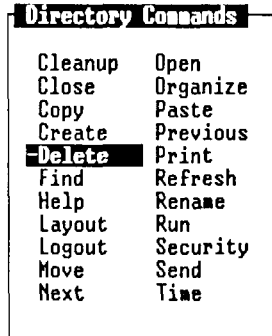 Directory Commands
Cleanup Open
Close Organize
Copy Paste
Create Previous
-Delete Print
Find Refresh
Help Rename
Layout Run
Logout Security
Move Send
Next Time